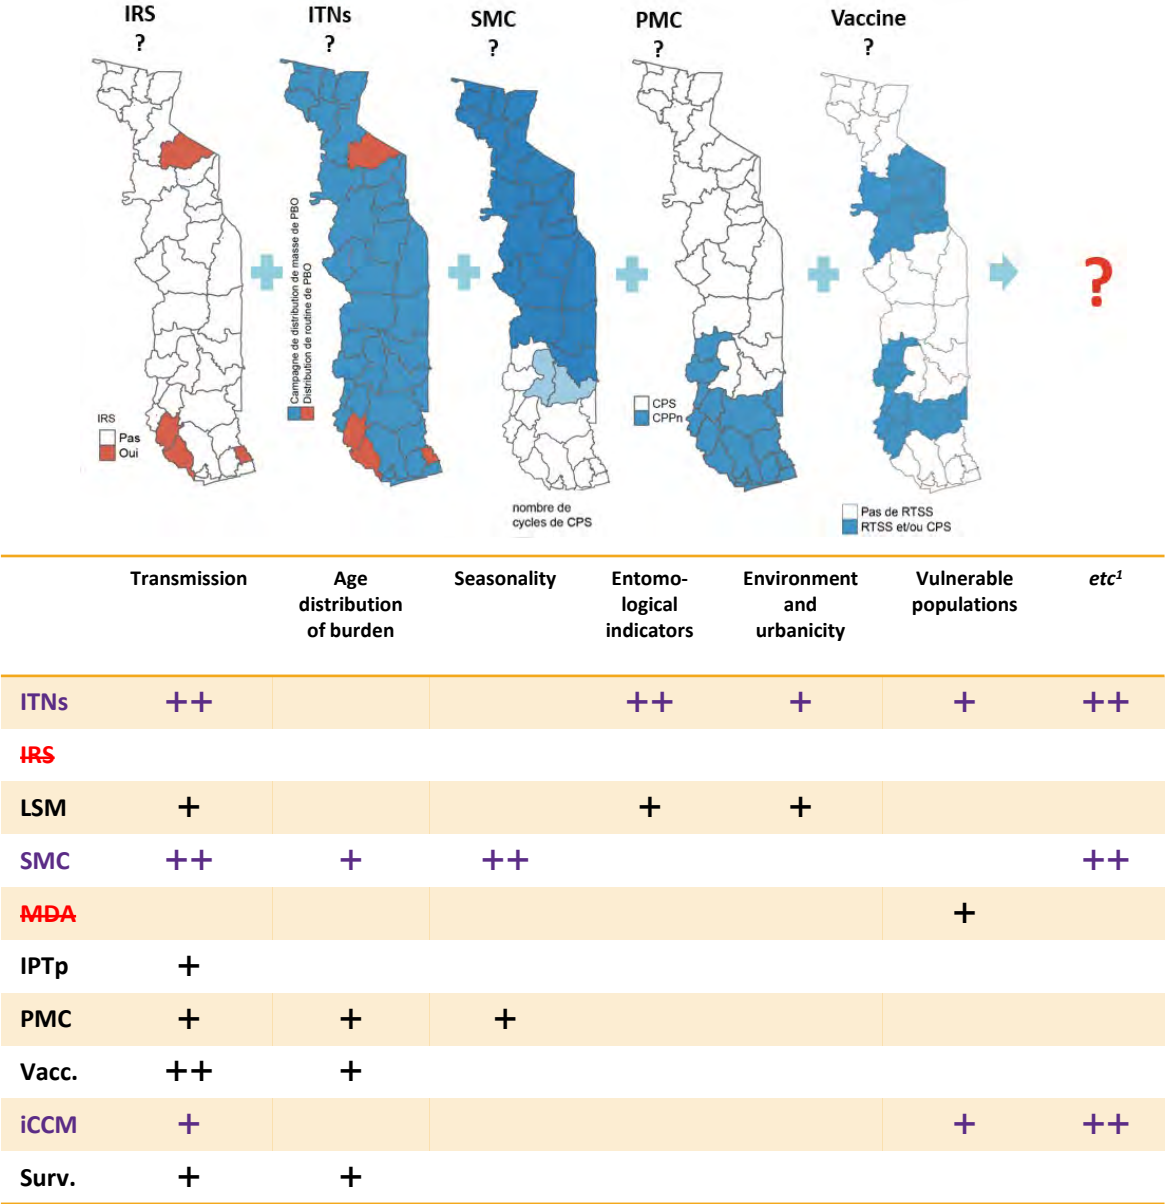 IRS
?
ITNs
?
SMC
?
PMC
?
Vaccine
?
+
+
+
+
?
IRS
Pas
Oui
Campagne de distribution de masse de PBO
Distribution de routine de PBO
nombre de
cycles de CPS
CPS
CPPn
Pas de RTSS
RTSS et/ou CPS
Transmission
Age
distribution
of burden
Seasonality
Entomo-
logical
indicators
Environment
and
urbanicity
Vulnerable
populations
etc1
ITNs ++ ++ + + ++
IRS
LSM + + +
SMC ++ + ++ ++
MDA +
IPTp +
PMC + + +
Vacc. ++ +
iCCM + + ++
Surv. + +